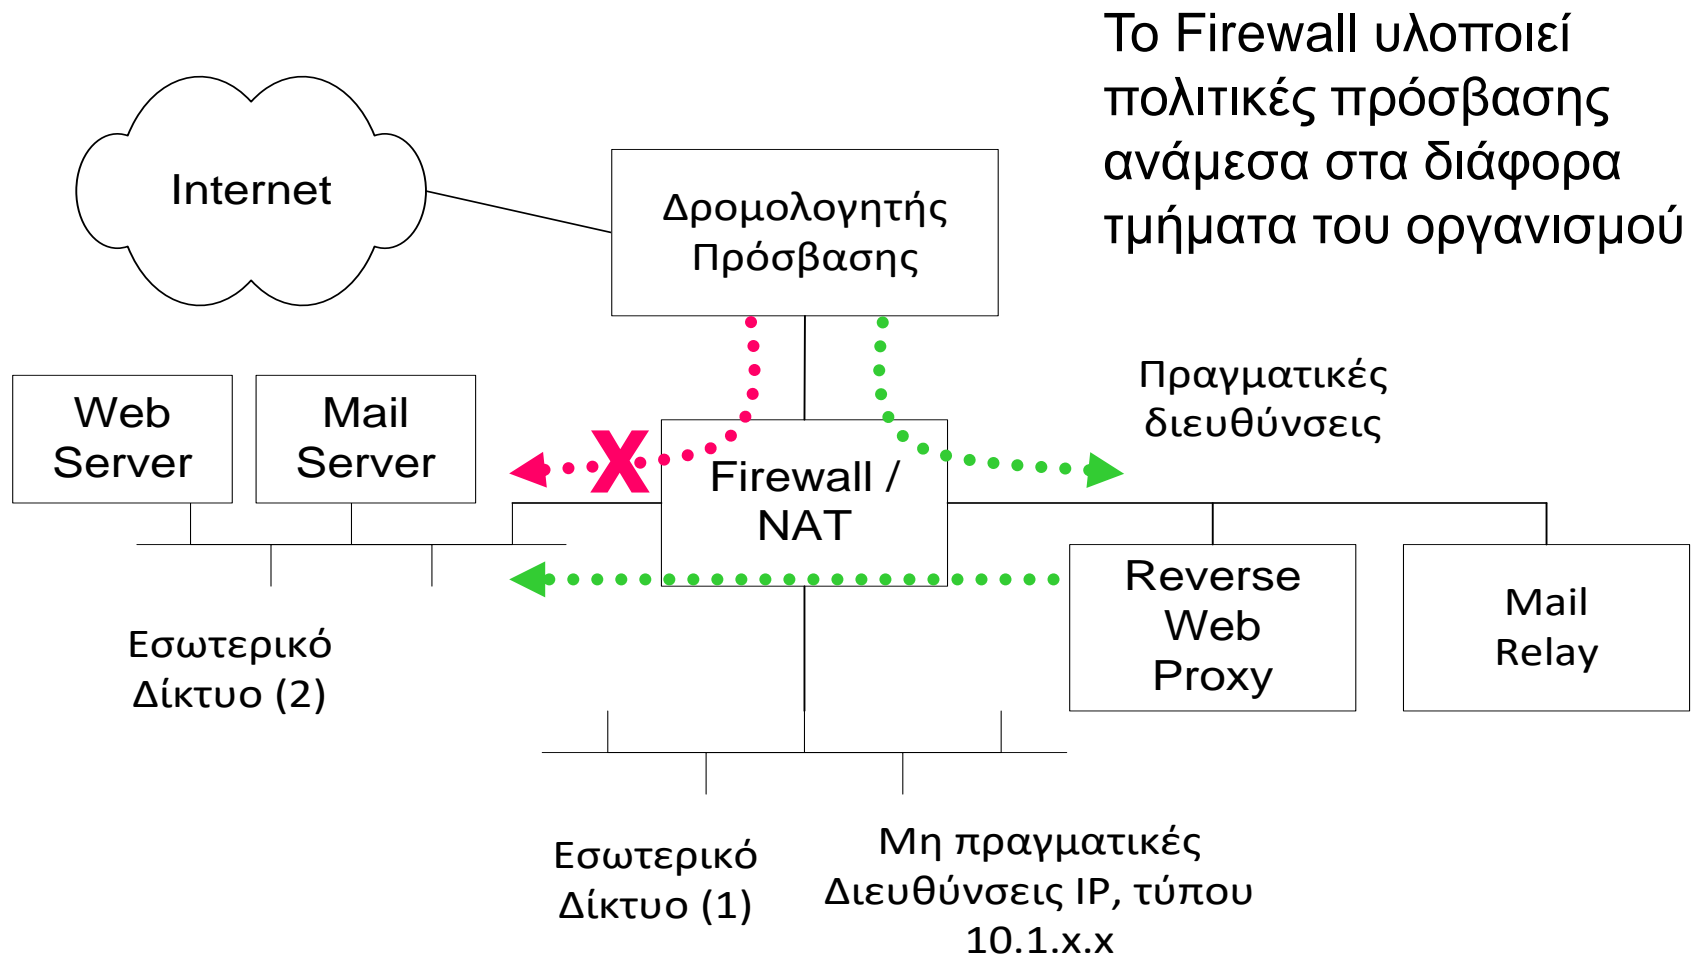 Το Firewall υλοποιεί
πολιτικές πρόσβασης
ανάμεσα στα διάφορα
τμήματα του οργανισμού
Internet
Δρομολογητής
Πρόσβασης
Πραγματικές
διευθύνσεις
Web
Server
Mail
Server
X
Firewall /
NAT
Reverse
Web
Proxy
Mail
Relay
Εσωτερικό
Δίκτυο (2)
Εσωτερικό
Δίκτυο (1)
Μη πραγματικές
Διευθύνσεις IP, τύπου
10.1.x.x